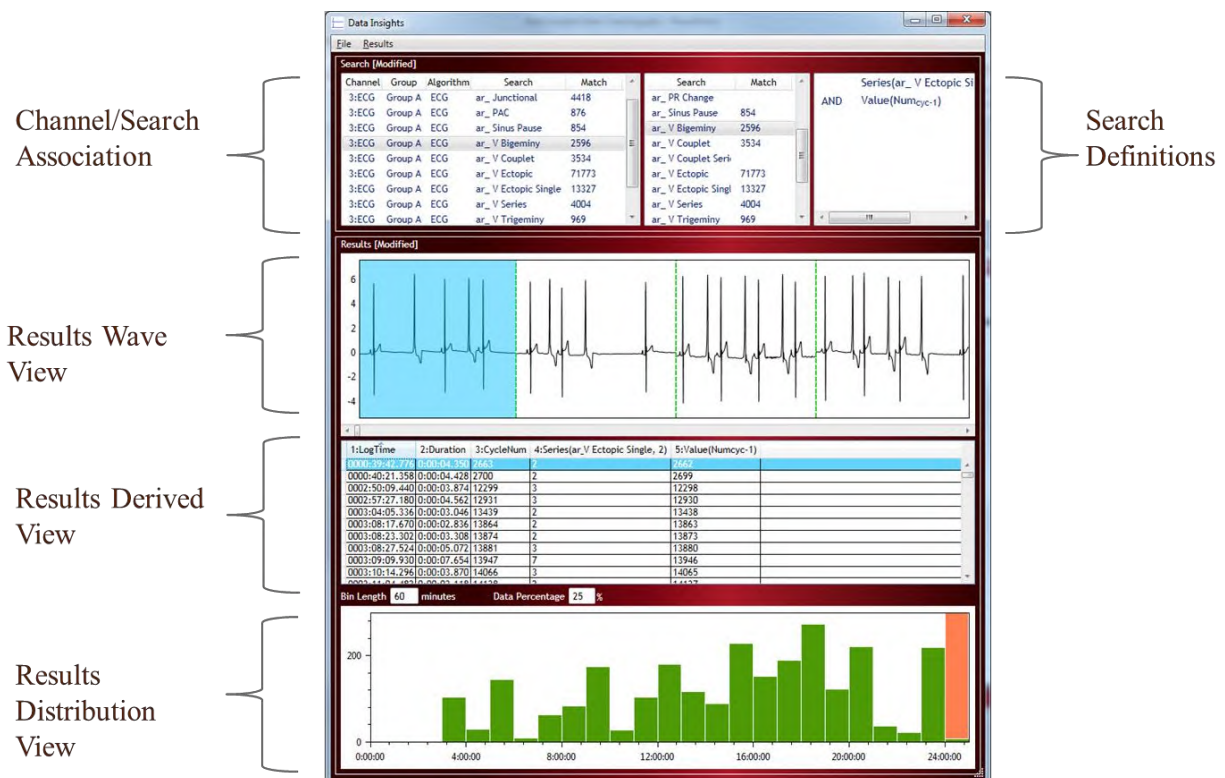 Data Insights
File Results
Search [Modified]
Channel Group Algorithm Search Match
3:ECG Group A ECG ar_ Junctional 4418
3:ECG Group A ECG ar_ PAC 876
3:ECG Group A ECG ar_ Sinus Pause 854
3:ECG Group A ECG ar_ V Bigeminy 2596
3:ECG Group A ECG ar_ V Couplet 3534
3:ECG Group A ECG ar_ V Ectopic 71773
3:ECG Group A ECG ar_ V Ectopic Single 13327
3:ECG Group A ECG ar_ V Series 4004
3:ECG Group A ECG ar_ V Trigeminy 969
Search Match
ar_ PR Change
ar_ Sinus Pause 854
ar_ V Bigeminy 2596
ar_ V Couplet 3534
ar_ V Couplet Seri
ar_ V Ectopic 71773
ar_ V Ectopic Singl 13327
ar_ V Series 4004
ar_ V Trigeminy 969
Series(ar_ V Ectopic Si
AND Value(Numcyc-1)
Channel/Search
Association
Search
Definitions
Results [Modified]
6
4
2
0
-2
-4
Results Wave
View
1:LogTime 2:Duration 3:CycleNum 4:Series(ar_V Ectopic Single, 2) 5:Value(Numcyc-1)
0000:39:42.776 0:00:04.350 2663 2 2662
0000:40:21.358 0:00:04.428 2700 2 2699
0002:50:09.440 0:00:03.874 12299 3 12298
0002:57:27.180 0:00:04.562 12931 3 12930
0003:04:05.336 0:00:03.046 13439 2 13438
0003:08:17.670 0:00:02.836 13864 2 13863
0003:08:23.302 0:00:03.308 13874 2 13873
0003:08:27.524 0:00:05.072 13881 3 13880
0003:09:09.930 0:00:07.654 13947 7 13946
0003:10:14.296 0:00:03.870 14066 3 14065
Results Derived
View
Bin Length 60 minutes Data Percentage 25 %
200
0
0:00:00 4:00:00 8:00:00 12:00:00 16:00:00 20:00:00 24:00:00
Results
Distribution
View